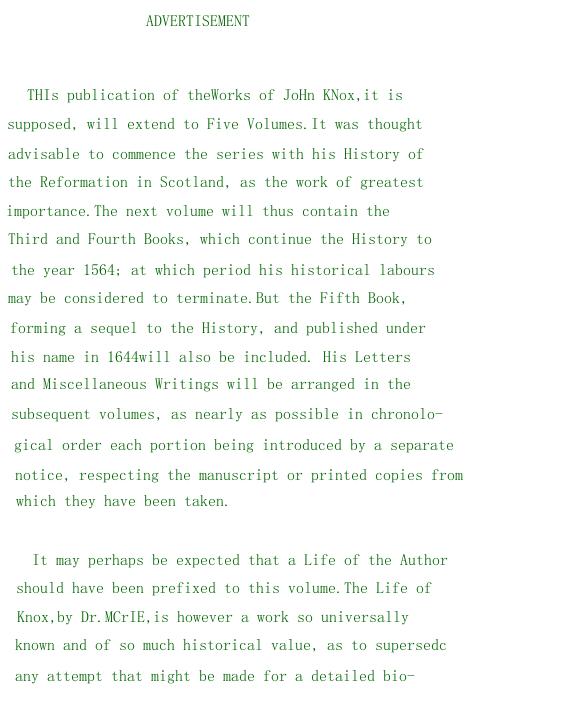 ADVERTISEMENT
THIs publication of theWorks of JoHn KNox,it is
supposed, will extend to Five Volumes.It was thought
advisable to commence the series with his History of
the Reformation in Scotland, as the work of greatest
importance.The next volume will thus contain the
Third and Fourth Books, which continue the History to
the year 1564; at which period his historical labours
may be considered to terminate.But the Fifth Book,
forming a sequel to the History, and published under
his name in 1644will also be included. His Letters
and Miscellaneous Writings will be arranged in the
subsequent volumes, as nearly as possible in chronolo-
gical order each portion being introduced by a separate
notice, respecting the manuscript or printed copies from
which they have been taken.
It may perhaps be expected that a Life of the Author
should have been prefixed to this volume.The Life of
Knox,by Dr.MCrIE,is however a work so universally
known and of so much historical value, as to supersedc
any attempt that might be made for a detailed bio-